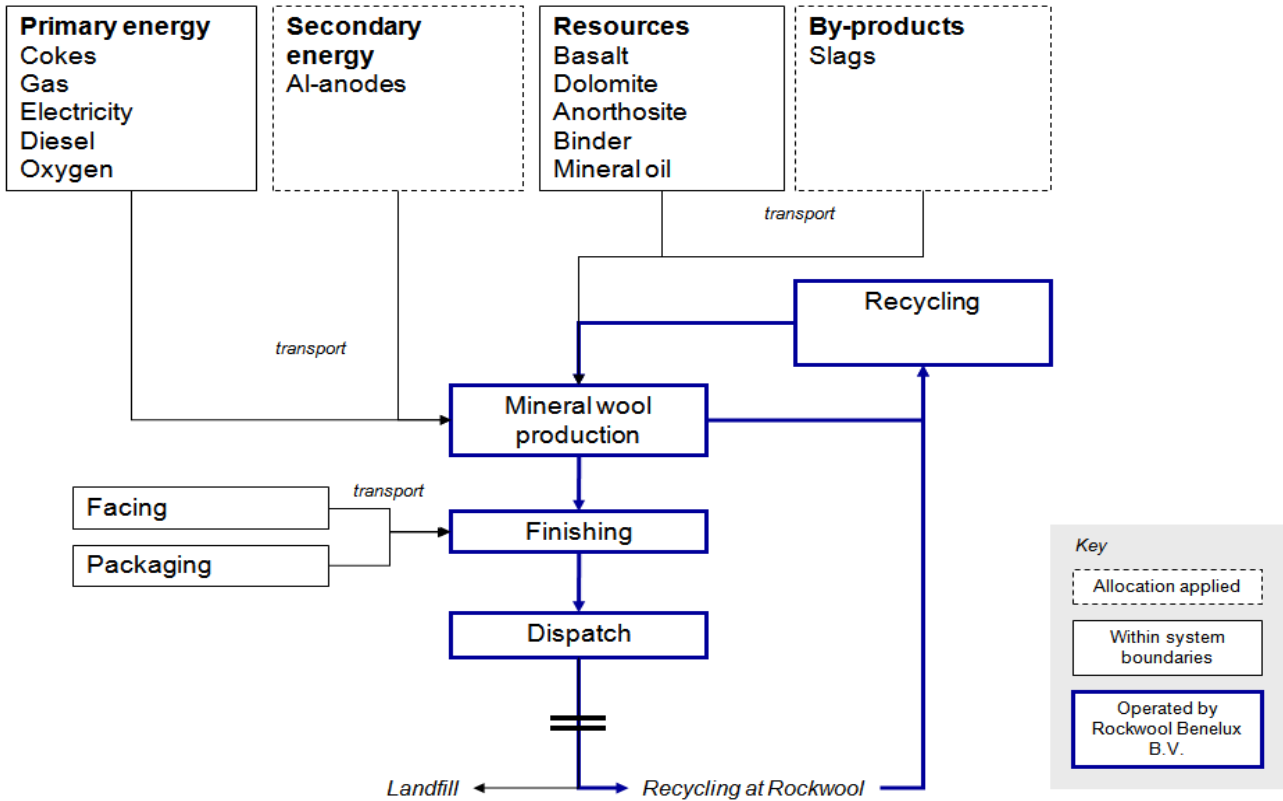 Primary energy
Cokes
Gas
Electricity
Diesel
Oxygen
Secondary
energy
Al-anodes
Resources
Basalt
Dolomite
Anorthosite
Binder
Mineral oil
By-products
Slags
transport
Recycling
transport
Mineral wool
production
transport
Facing
Finishing
Packaging
Dispatch
Landfill
Recycling at Rockwool
Key
Allocation applied
Within system
boundaries
Operated by
Rockwool Benelux
B.V.